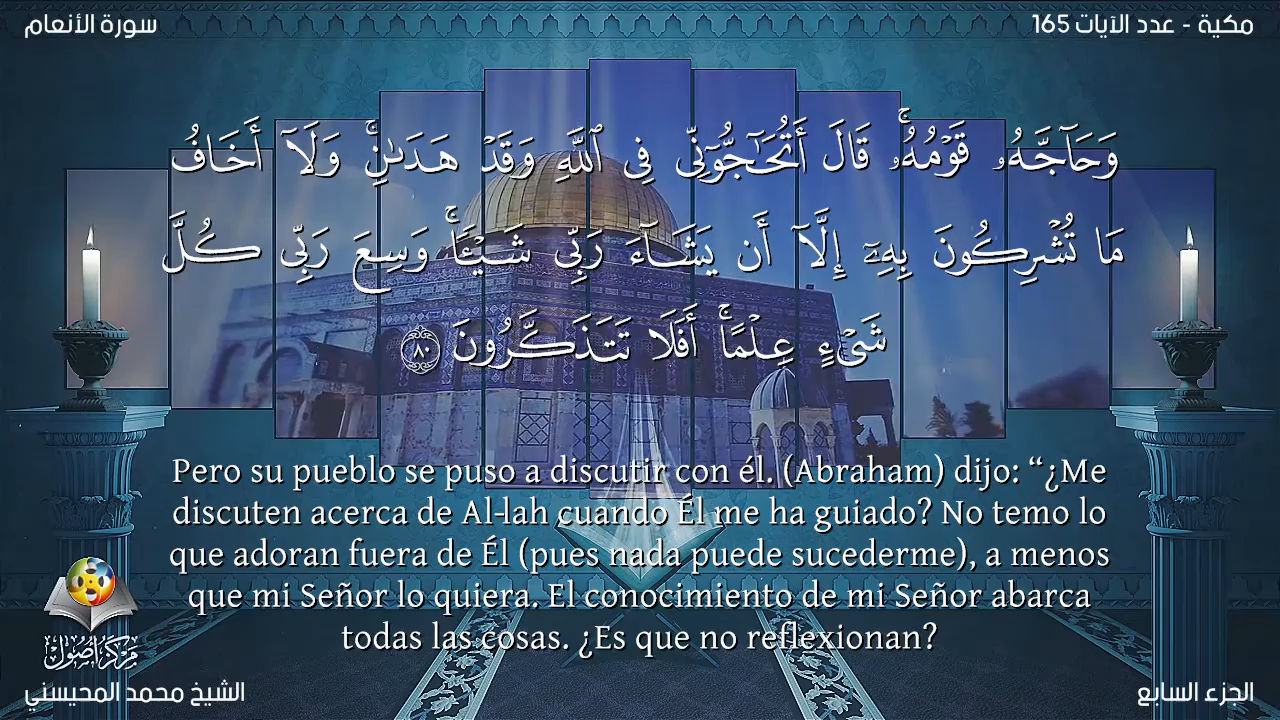 سورة الأنعام
مكية - عدد الآيات 165
وَحَآجَّهُۥ قَوْمُهُۥۚ قَالَ أَتُحَٰٓجُّوٓنِّى فِى ٱللَّهِ وَقَدْ هَدَىٰنِۚ وَلَآ أَخَافُ
مَا تُشْرِكُونَ بِهِۦٓ إِلَّآ أَن يَشَآءَ رَبِّى شَيْـًٔاۗ وَسِعَ رَبِّى كُلَّ
شَىْءٍ عِلْمًاۗ أَفَلَا تَتَذَكَّرُونَ ٨٠
Pero su pueblo se puso a discutir con él. (Abraham) dijo: “¿Me
discuten acerca de Al-lah cuando Él me ha guiado? No temo lo
que adoran fuera de Él (pues nada puede sucederme), a menos
que mi Señor lo quiera. El conocimiento de mi Señor abarca
todas las cosas. ¿Es que no reflexionan?
مركز أصول
الشيخ محمد المحيسني
الجزء السابع